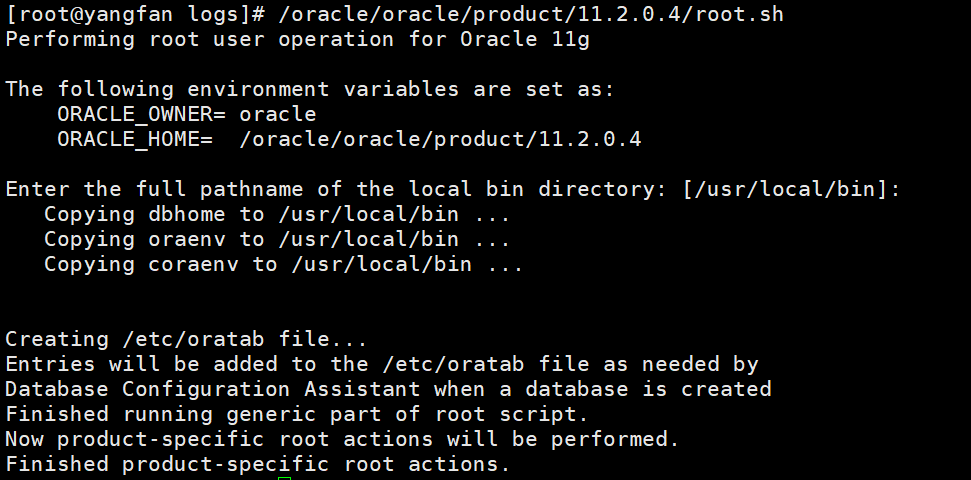 [root@yangfan logs]# /oracle/oracle/product/11.2.0.4/root.sh
Performing root user operation for Oracle 11g
The following environment variables are set as:
ORACLE_OWNER= oracle
ORACLE_HOME=  /oracle/oracle/product/11.2.0.4
Enter the full pathname of the local bin directory: [/usr/local/bin]:
Copying dbhome to /usr/local/bin ...
Copying oraenv to /usr/local/bin ...
Copying coraenv to /usr/local/bin ...
Creating /etc/oratab file...
Entries will be added to the /etc/oratab file as needed by
Database Configuration Assistant when a database is created
Finished running generic part of root script.
Now product-specific root actions will be performed.
Finished product-specific root actions.